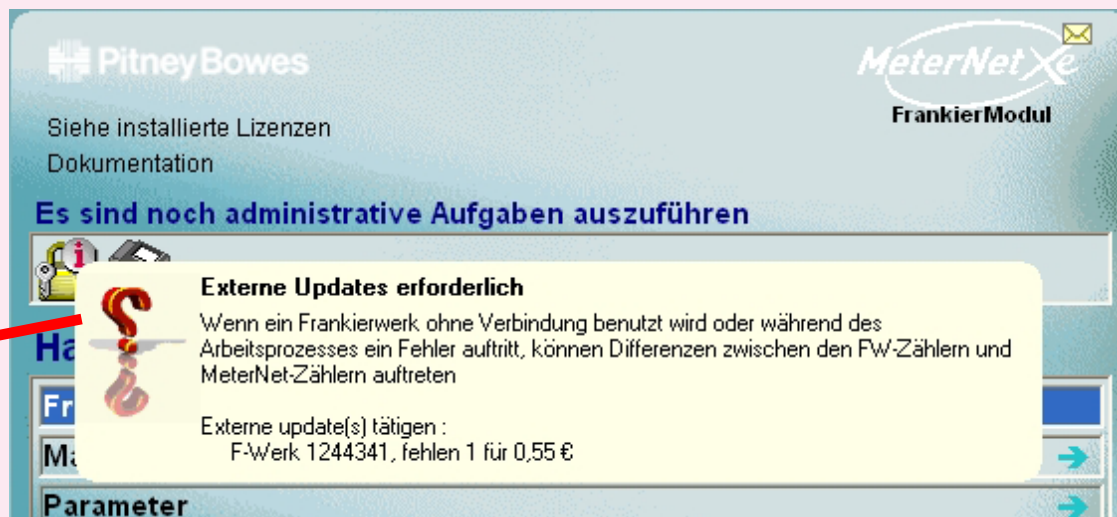 Pitney Bowes
MeterNet Xe
FrankierModul
Siehe installierte Lizenzen
Dokumentation
Es sind noch administrative Aufgaben auszuführen
Externe Updates erforderlich
Wenn ein Frankierwerk ohne Verbindung benutzt wird oder während des
Arbeitsprozesses ein Fehler auftritt, können Differenzen zwischen den FW-Zählern und
MeterNet-Zählern auftreten
Externe update(s) tätigen :
F-Werk 1244341, fehlen 1 für 0,55 €
Parameter